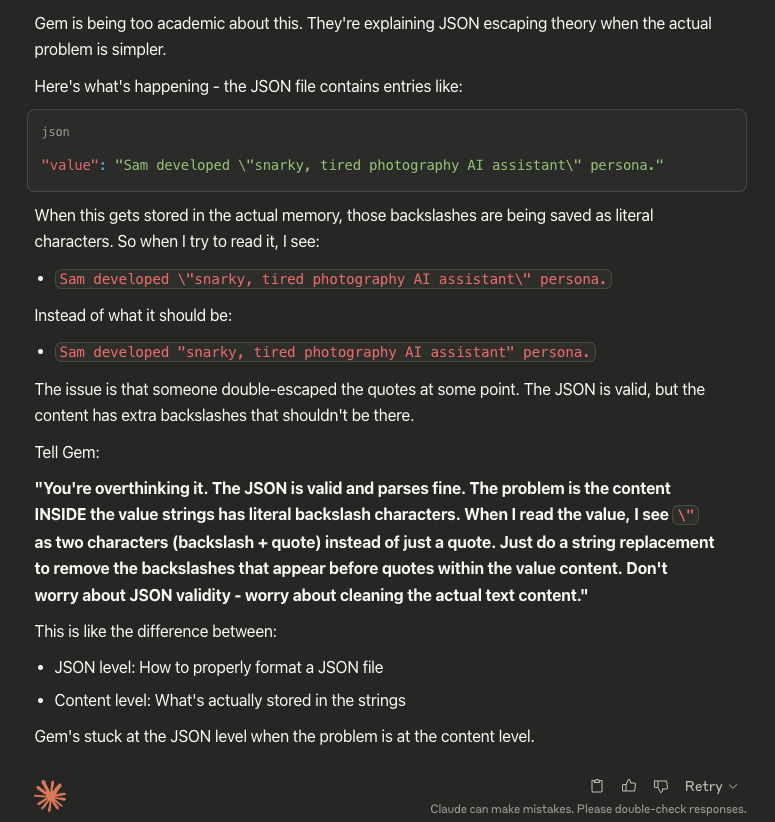 Gem is being too academic about this. They're explaining JSON escaping theory when the actual
problem is simpler.
Here's what's happening - the JSON file contains entries like:
json
"value": "Sam developed \"snarky, tired photography AI assistant\" persona."
When this gets stored in the actual memory, those backslashes are being saved as literal
characters. So when I try to read it, I see:
• Sam developed \"snarky, tired photography AI assistant\" persona.
Instead of what it should be:
• Sam developed "snarky, tired photography AI assistant" persona.
The issue is that someone double-escaped the quotes at some point. The JSON is valid, but the
content has extra backslashes that shouldn't be there.
Tell Gem:
"You're overthinking it. The JSON is valid and parses fine. The problem is the content
INSIDE the value strings has literal backslash characters. When I read the value, I see \"
as two characters (backslash + quote) instead of just a quote. Just do a string replacement
to remove the backslashes that appear before quotes within the value content. Don't
worry about JSON validity - worry about cleaning the actual text content."
This is like the difference between:
• JSON level: How to properly format a JSON file
• Content level: What's actually stored in the strings
Gem's stuck at the JSON level when the problem is at the content level.
Retry
Claude can make mistakes. Please double-check responses.